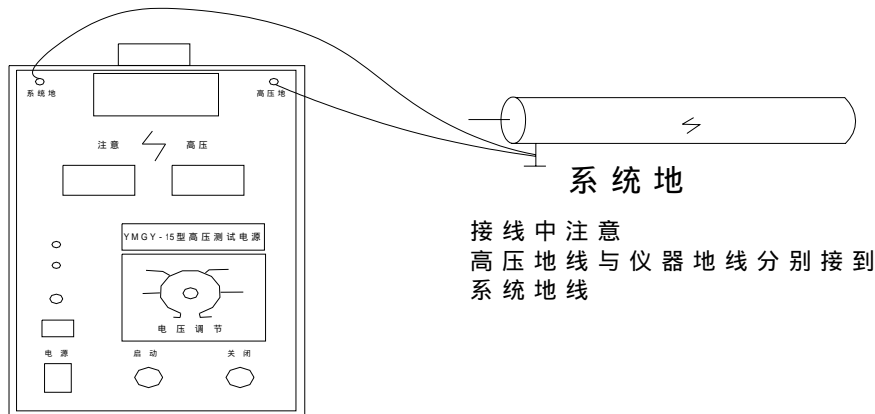 系统地
高压地
注意 高压
YMGY-15型高压测试电源
电压调节
电源 启动 关闭
系统地
接线中注意
高压地线与仪器地线分别接到
系统地线